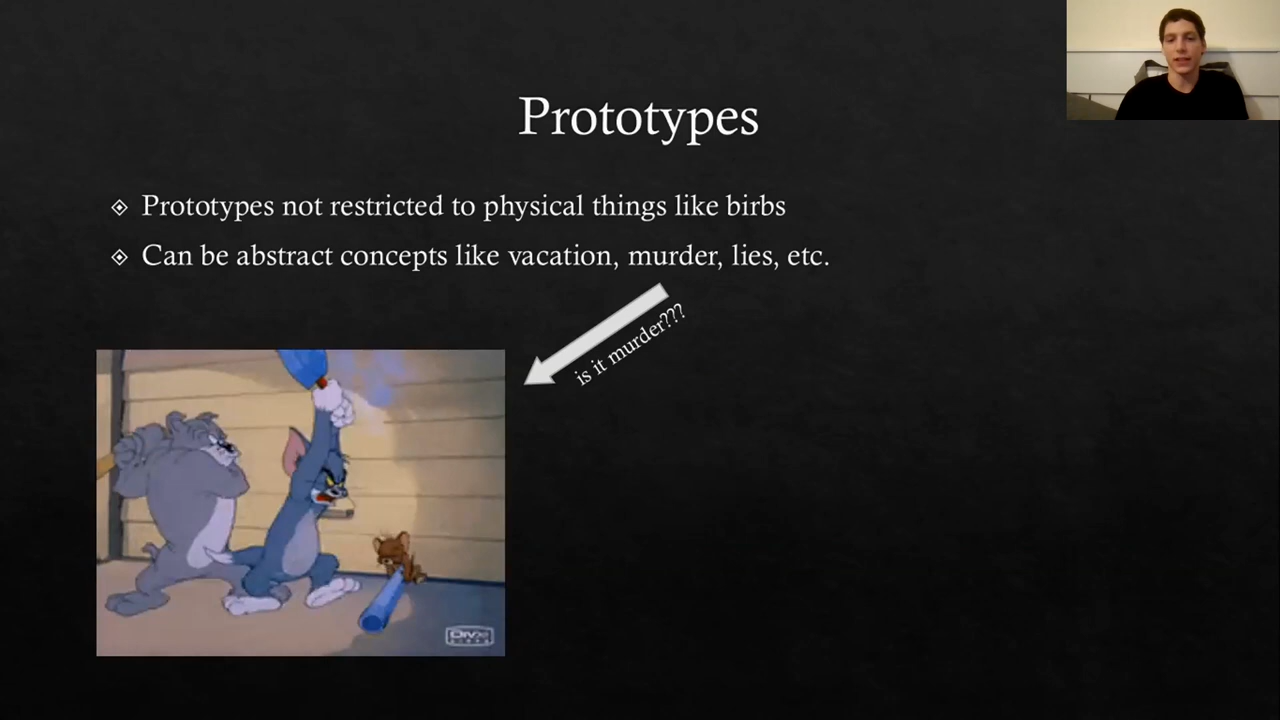 Prototypes
Prototypes not restricted to physical things like birbs
Can be abstract concepts like vacation, murder, lies, etc.
is it murder???
DivX